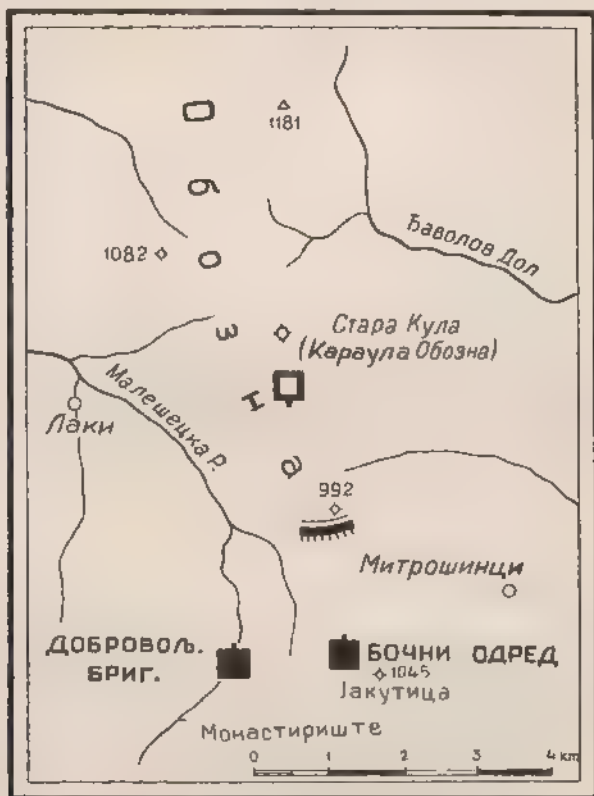 О
1181
б
1082
О
Ђаволов Дол
З
Стара Кула
(Караула Обозна)
Малешецка Р.
Н
Лаки
а
992
Митрошинци
ДОБРОВОЉ.
БРИГ.
БОЧНИ ОДРЕД
1045
Јакутица
Монастириште
0 1 2 3 4 km